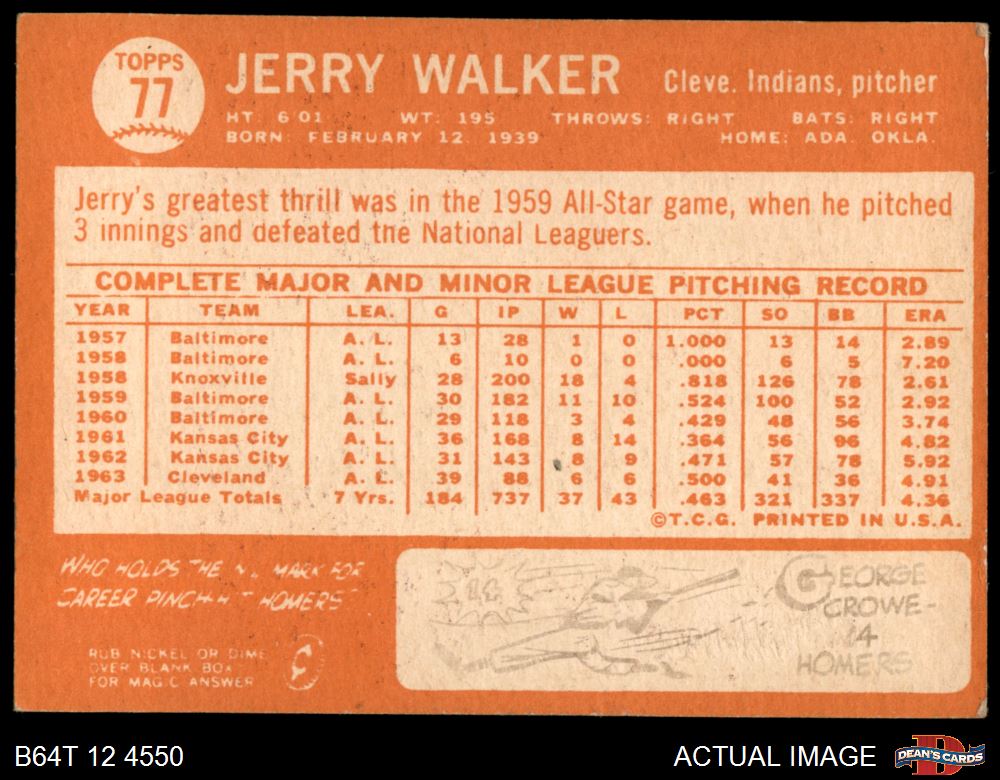 TOPPS
77
JERRY WALKER Cleve. Indians, pitcher
HT: 6'01 WT: 195 THROWS: RIGHT BATS: RIGHT
BORN: FEBRUARY 12, 1939 HOME: ADA, OKLA.
Jerry's greatest thrill was in the 1959 All-Star game, when he pitched
3 innings and defeated the National Leaguers.
COMPLETE MAJOR AND MINOR LEAGUE PITCHING RECORD
YEAR TEAM LEA. G IP W L PCT SO BB ERA
1957 Baltimore A. L. 13 28 1 0 1.000 13 14 2.89
1958 Baltimore A. L. 6 10 0 0 .000 6 5 7.20
1958 Knoxville Sally 28 200 18 4 .818 126 78 2.61
1959 Baltimore A. L. 30 182 11 10 .524 100 52 2.92
1960 Baltimore A. L. 29 118 3 4 .429 48 56 3.74
1961 Kansas City A. L. 36 168 8 14 .364 56 96 4.82
1962 Kansas City A. L. 31 143 8 9 .471 57 78 5.92
1963 Cleveland A. L. 39 88 6 6 .500 41 36 4.91
Major League Totals 7 Yrs. 184 737 37 43 .463 321 337 4.36
©T.C.G. PRINTED IN U.S.A.
WHO HOLDS THE N.L. MARK FOR
CAREER PINCH-HIT HOMERS
RUB NICKEL OR DIME
OVER BLANK BOX
FOR MAGIC ANSWER
GEORGE
CROWE-
14
HOMERS
B64T 12 4550 ACTUAL IMAGE DEAN'S CARDS